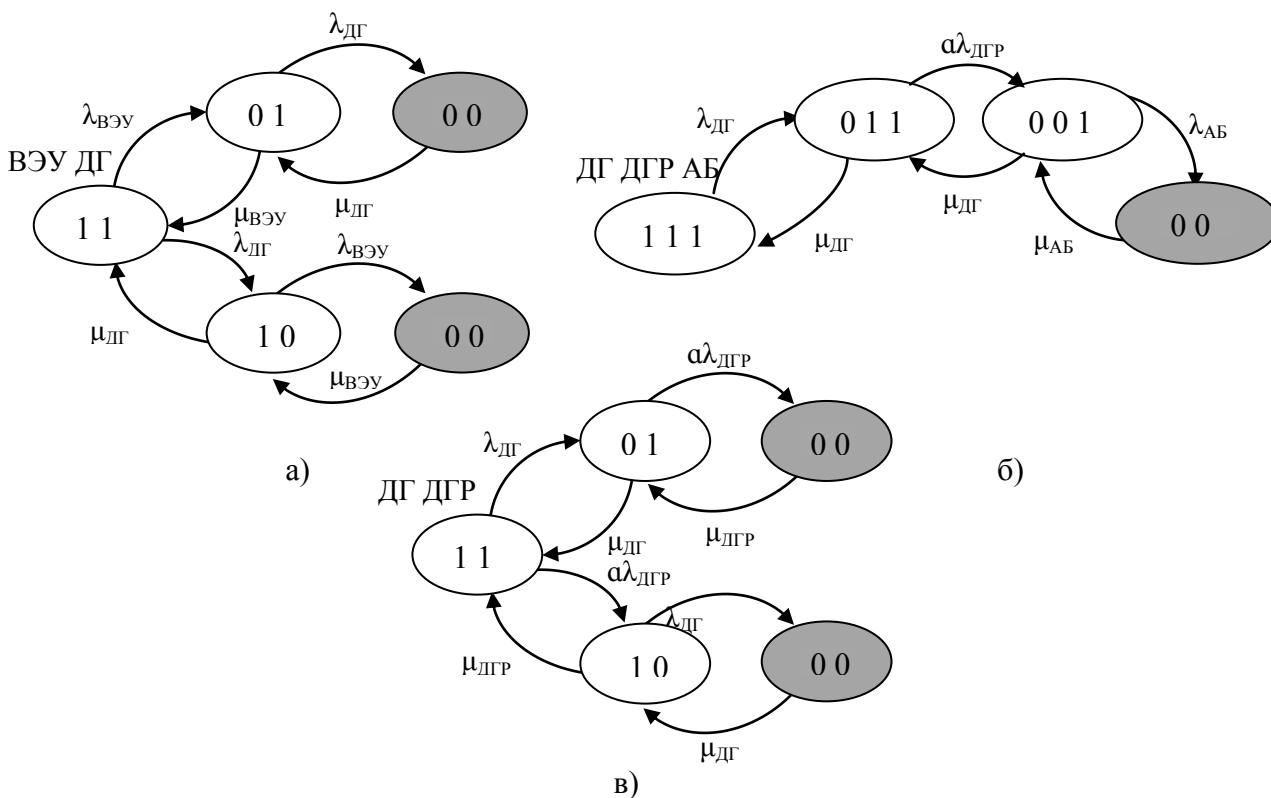 λДГ
0 1
0 0
λВЭУ
ВЭУ ДГ
μВЭУ
μДГ
1 1
λДГ
λВЭУ
μДГ
1 0
0 0
μВЭУ
а)
αλДГР
λДГ
0 1 1
0 0 1
λАБ
ДГ ДГР АБ
μДГ
1 1 1
μДГ
μАБ
0 0
б)
αλДГР
λДГ
0 1
0 0
ДГ ДГР
μДГ
μДГР
1 1
αλДГР
λДГ
μДГР
1 0
0 0
μДГ
в)